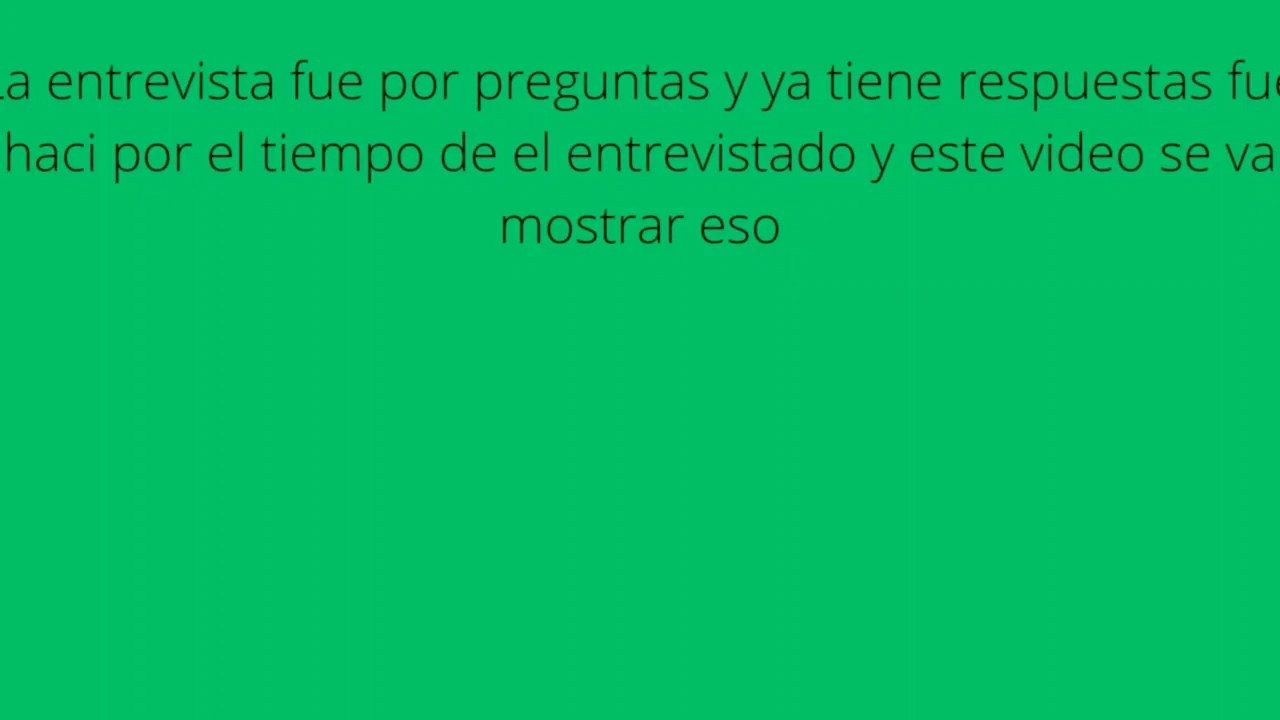 La entrevista fue por preguntas y ya tiene respuestas fue
haci por el tiempo de el entrevistado y este video se va
mostrar eso